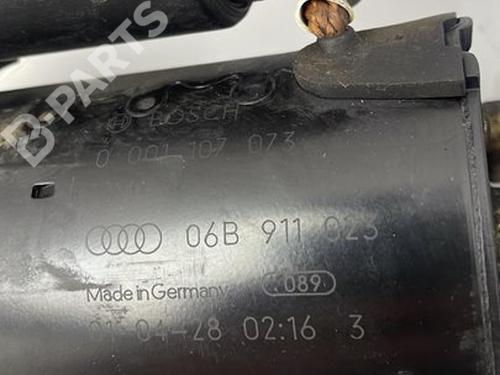 B-PARTS
BOSCH
0 001 107 073
06B 911 023
Made in Germany
089
01 04-28 02:16 3